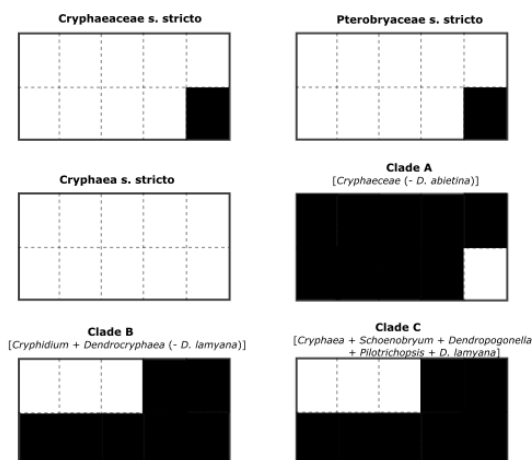 Cryphaeaceae s. stricto
Pterobryaceae s. stricto
Cryphaea s. stricto
Clade A
[Cryphaeceae (- D. abietina)]
Clade B
[Cryphidium + Dendrocryphaea (- D. lamyana)]
Clade C
[Cryphaea + Schoenobryum + Dendropogonella
+ Pilotrichopsis + D. lamyana]